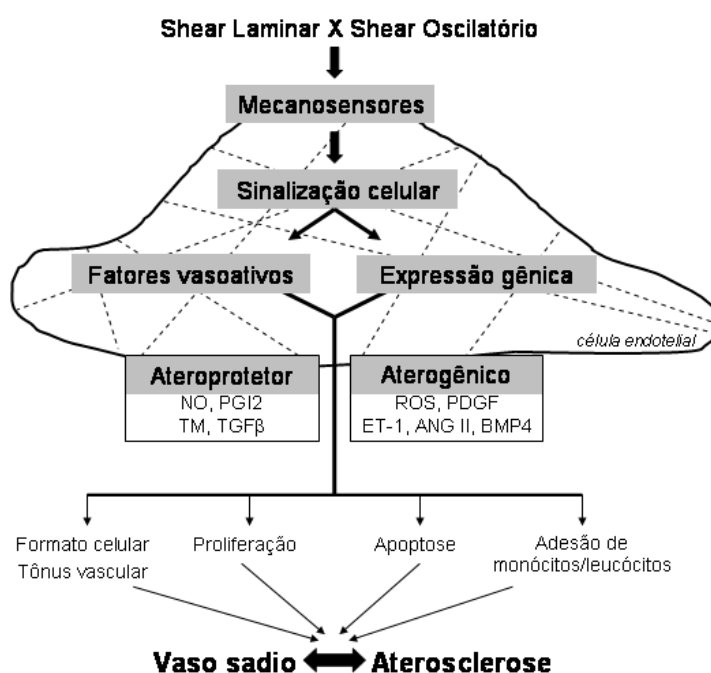 Shear Laminar X Shear Oscilatório
Mecanosensores
Sinalização celular
Fatores vasoativos
Expressão gênica
célula endotelial
Ateroprotetor
NO, PGI2
TM, TGFβ
Aterogênico
ROS, PDGF
ET-1, ANG II, BMP4
Formato celular
Tônus vascular
Proliferação
Apoptose
Adesão de
monócitos/leucócitos
Vaso sadio
Aterosclerose